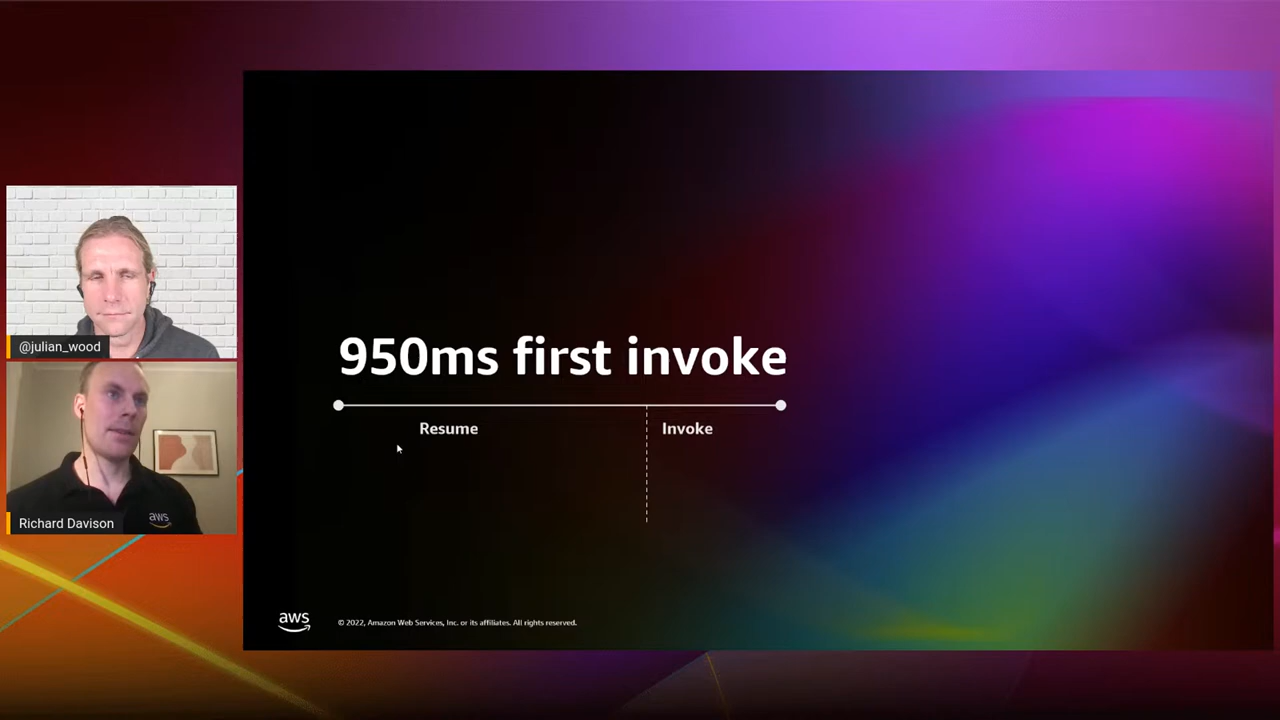 @julian_wood
aws
Richard Davison
950ms first invoke
Resume
Invoke
aws
© 2022, Amazon Web Services, Inc. or its affiliates. All rights reserved.